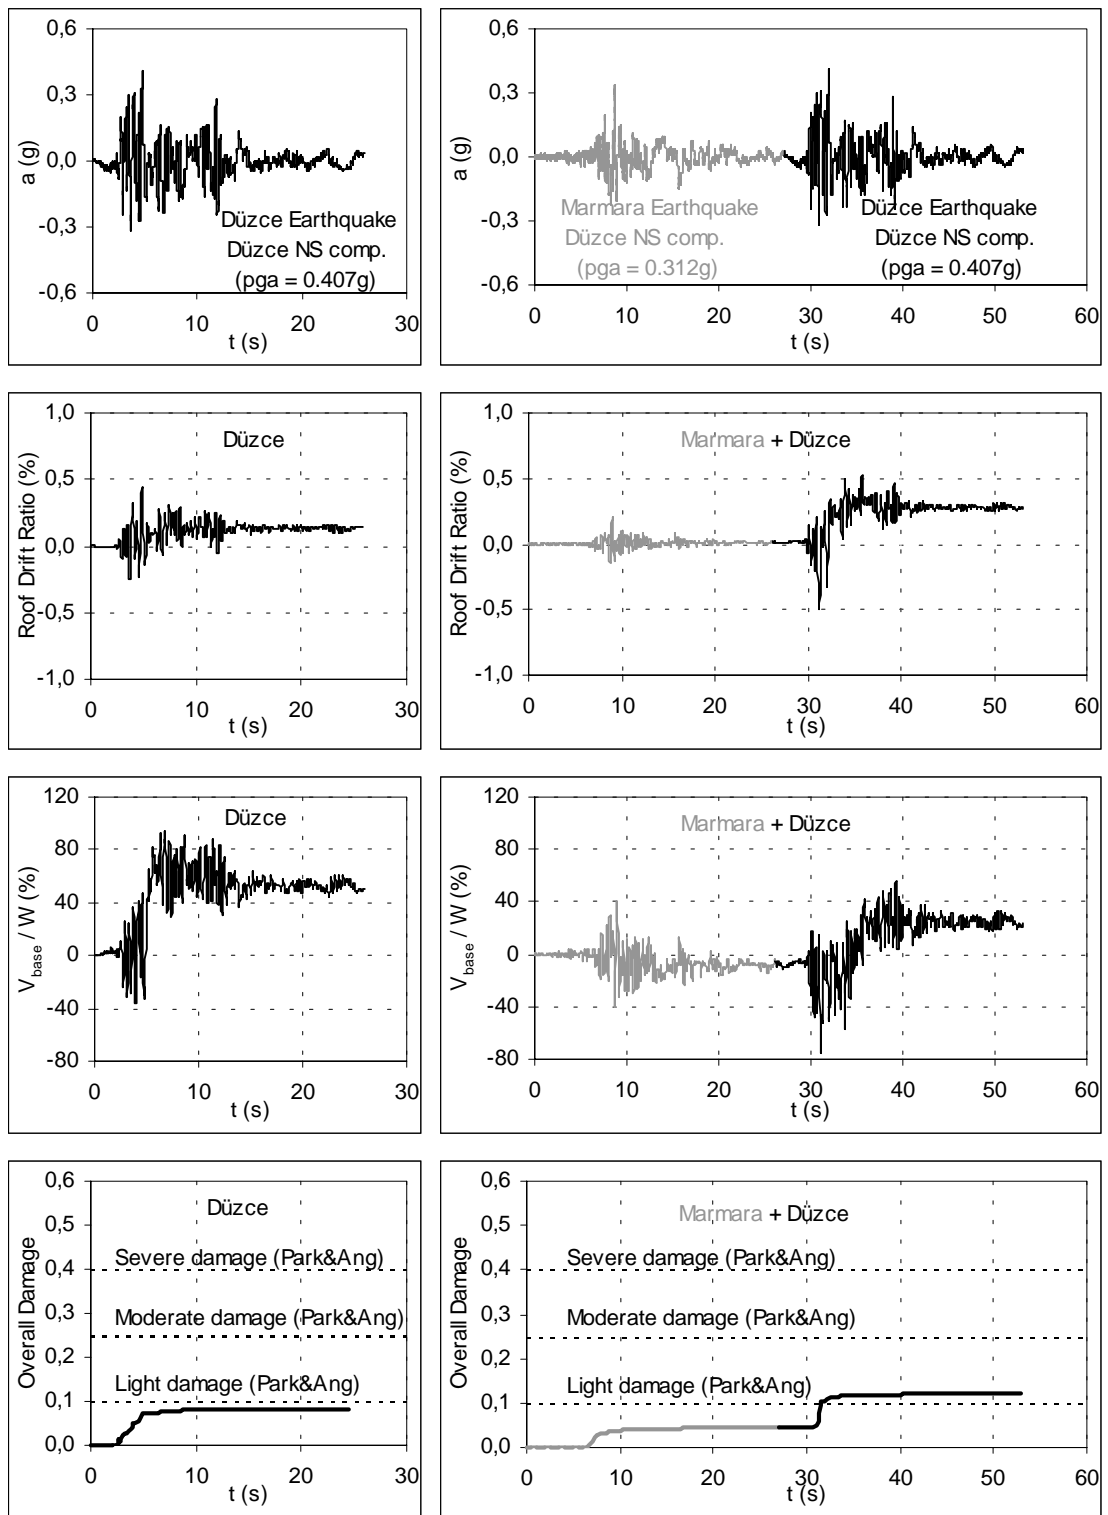 0,6
0,3
0,0
-0,3
-0,6
a (g)
Düzce Earthquake
Düzce NS comp.
(pga = 0.407g)
0
10
20
30
t (s)
0,6
0,3
0,0
-0,3
-0,6
a (g)
Marmara Earthquake
Düzce NS comp.
(pga = 0.312g)
Düzce Earthquake
Düzce NS comp.
(pga = 0.407g)
0
10
20
30
40
50
60
t (s)
1,0
0,5
0,0
-0,5
-1,0
Roof Drift Ratio (%)
Düzce
0
10
20
30
t (s)
1,0
0,5
0,0
-0,5
-1,0
Roof Drift Ratio (%)
Marmara + Düzce
0
10
20
30
40
50
60
t (s)
120
80
40
0
-40
-80
Vbase / W (%)
Düzce
0
10
20
30
t (s)
120
80
40
0
-40
-80
Vbase / W (%)
Marmara + Düzce
0
10
20
30
40
50
60
t (s)
0,6
0,5
0,4
0,3
0,2
0,1
0,0
Overall Damage
Düzce
Severe damage (Park&Ang)
Moderate damage (Park&Ang)
Light damage (Park&Ang)
0
10
20
30
t (s)
0,6
0,5
0,4
0,3
0,2
0,1
0,0
Overall Damage
Marmara + Düzce
Severe damage (Park&Ang)
Moderate damage (Park&Ang)
Light damage (Park&Ang)
0
10
20
30
40
50
60
t (s)